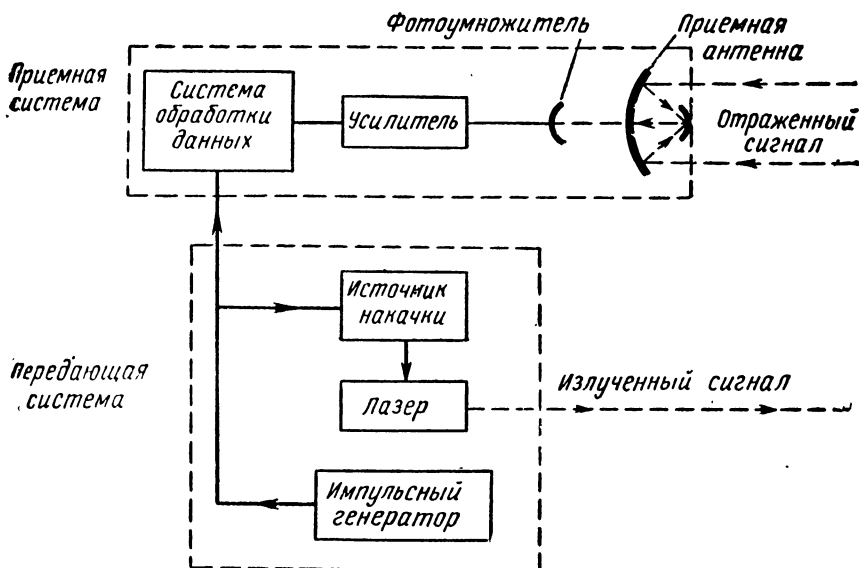 Фотоумножитель
Приемная
антенна
Приемная
система
Система
обработки
данных
Усилитель
Отраженный
сигнал
Источник
накачки
Передающая
система
Лазер
Излученный сигнал
Импульсный
генератор